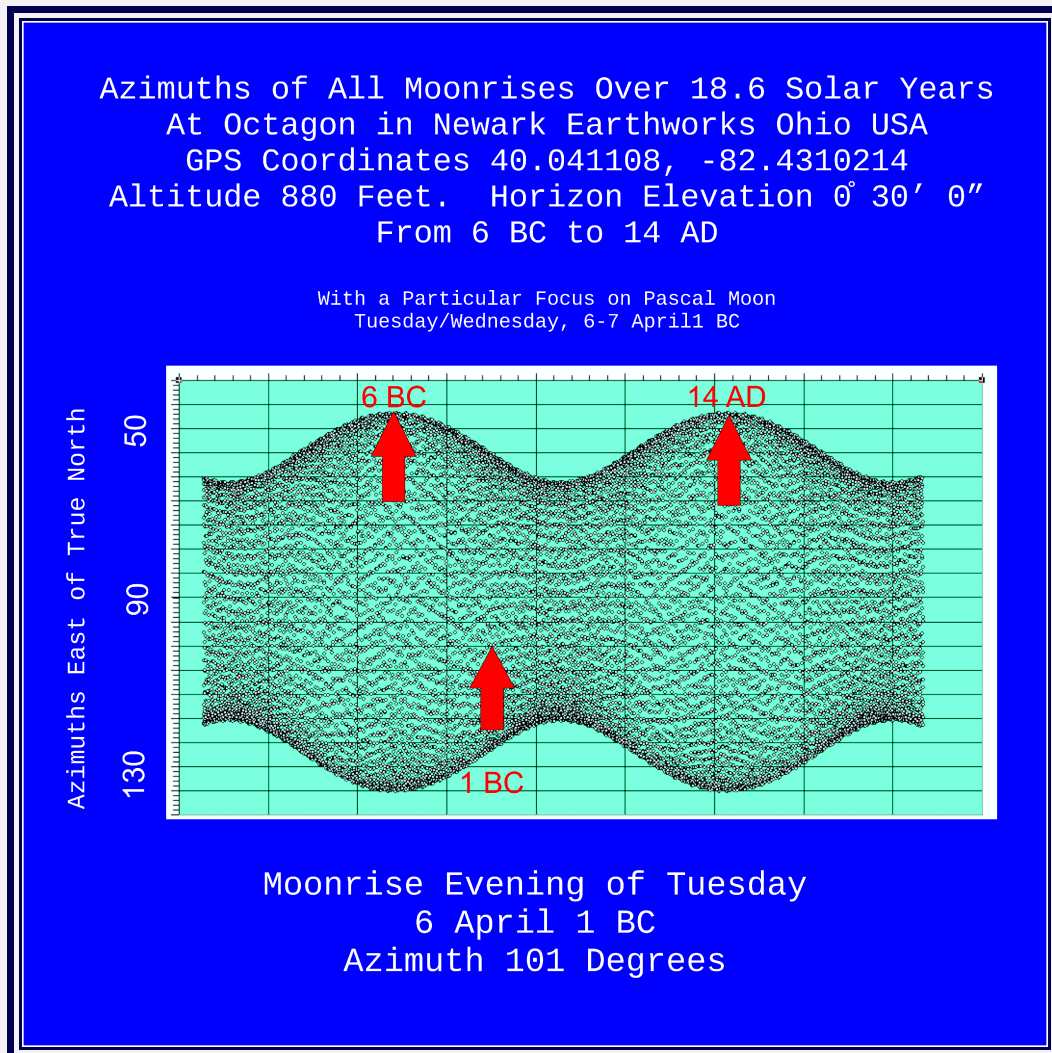 Azimuths of All Moonrises Over 18.6 Solar Years
At Octagon in Newark Earthworks Ohio USA
GPS Coordinates 40.041108, -82.4310214
Altitude 880 Feet.  Horizon Elevation 0° 30’ 0”
From 6 BC to 14 AD
With a Particular Focus on Pascal Moon
Tuesday/Wednesday, 6-7 April1 BC
6 BC
14 AD
Azimuths East of True North
50
90
130
1 BC
Moonrise Evening of Tuesday
6 April 1 BC
Azimuth 101 Degrees